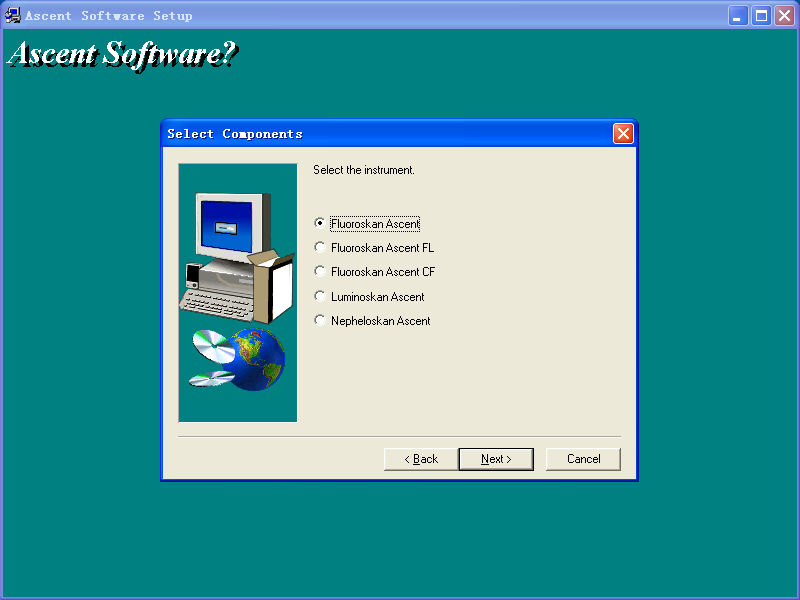 Ascent Software Setup
Ascent Software?
Select Components
Select the instrument.
Fluoroskan Ascent
Fluoroskan Ascent FL
Fluoroskan Ascent CF
Luminoskan Ascent
Nepheloskan Ascent
< Back
Next >
Cancel